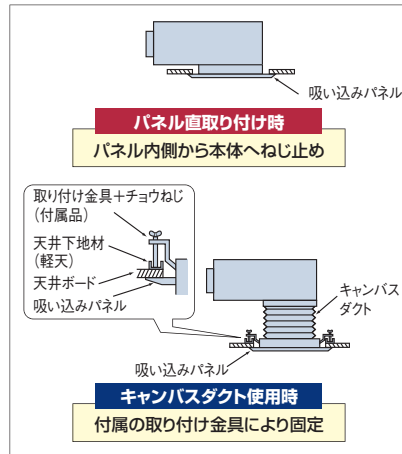 吸い込みパネル
パネル直取り付け時
パネル内側から本体へねじ止め
取り付け金具＋チョウねじ
（付属品）
天井下地材
（軽天）
天井ボード
吸い込みパネル
キャンバス
ダクト
吸い込みパネル
キャンバスダクト使用時
付属の取り付け金具により固定